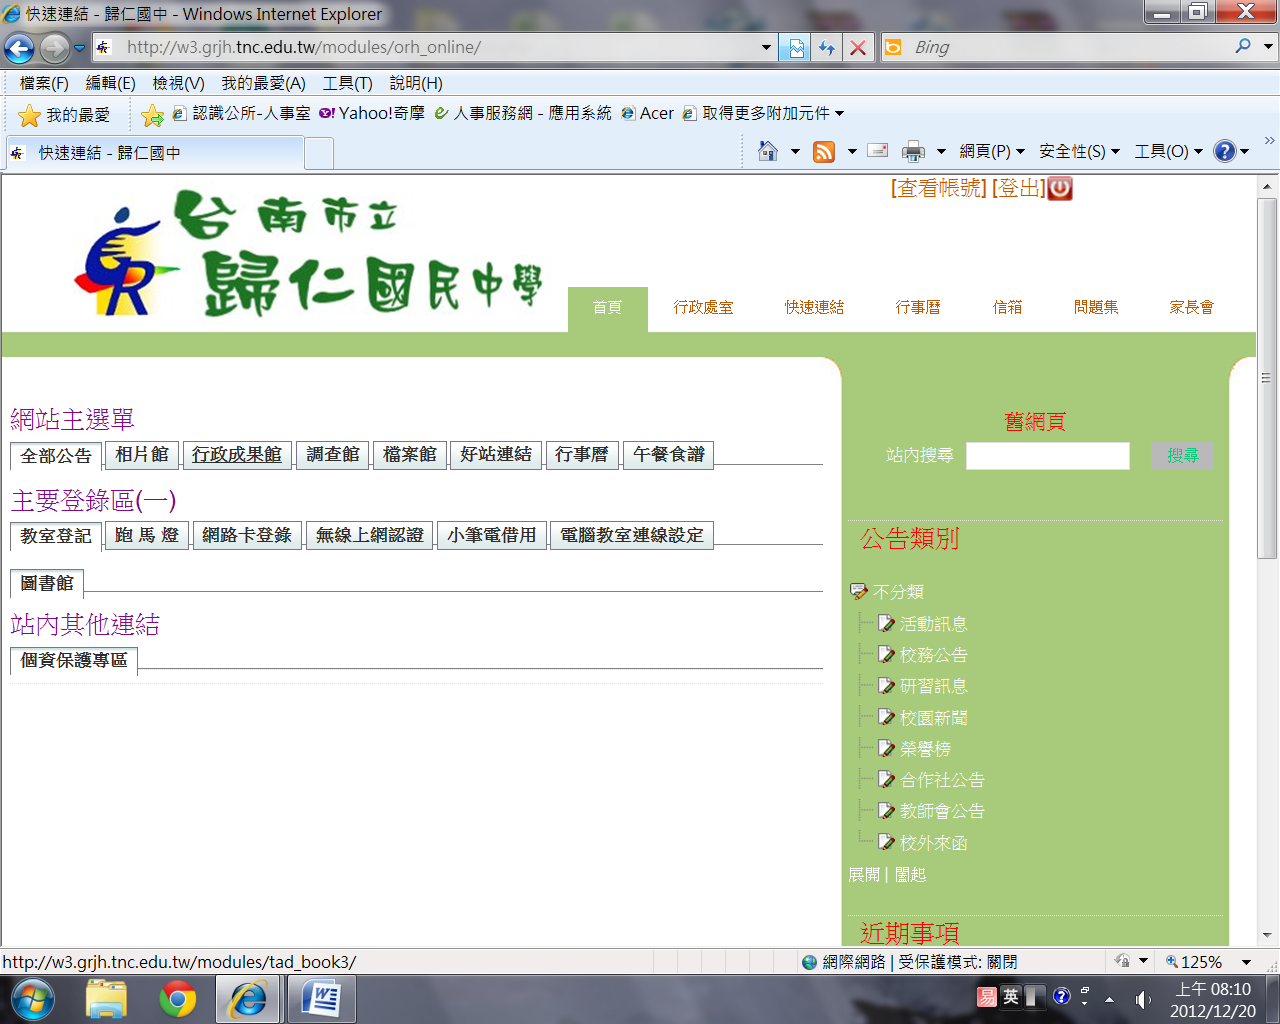 快速連結 - 歸仁國中 - Windows Internet Explorer
http://w3.grjh.tnc.edu.tw/modules/orh_online/
Bing
檔案(F) 編輯(E) 檢視(V) 我的最愛(A) 工具(T) 說明(H)
我的最愛 認識公所-人事室 Yahoo!奇摩 人事服務網 - 應用系統 Acer 取得更多附加元件
快速連結 - 歸仁國中
網頁(P) 安全性(S) 工具(O)
[查看帳號] [登出]
台南市立
歸仁國民中學
首頁 行政處室 快速連結 行事曆 信箱 問題集 家長會
網站主選單
全部公告 相片館 行政成果館 調查館 檔案館 好站連結 行事曆 午餐食譜
主要登錄區(一)
教室登記 跑 馬 燈 網路卡登錄 無線上網認證 小筆電借用 電腦教室連線設定
圖書館
站內其他連結
個資保護專區
舊網頁
站內搜尋 搜尋
公告類別
不分類
活動訊息
校務公告
研習訊息
校園新聞
榮譽榜
合作社公告
教師會公告
校外來函
展開 | 闔起
近期事項
http://w3.grjh.tnc.edu.tw/modules/tad_book3/
網際網路 | 受保護模式: 關閉
125%
易 英
上午 08:10
2012/12/20